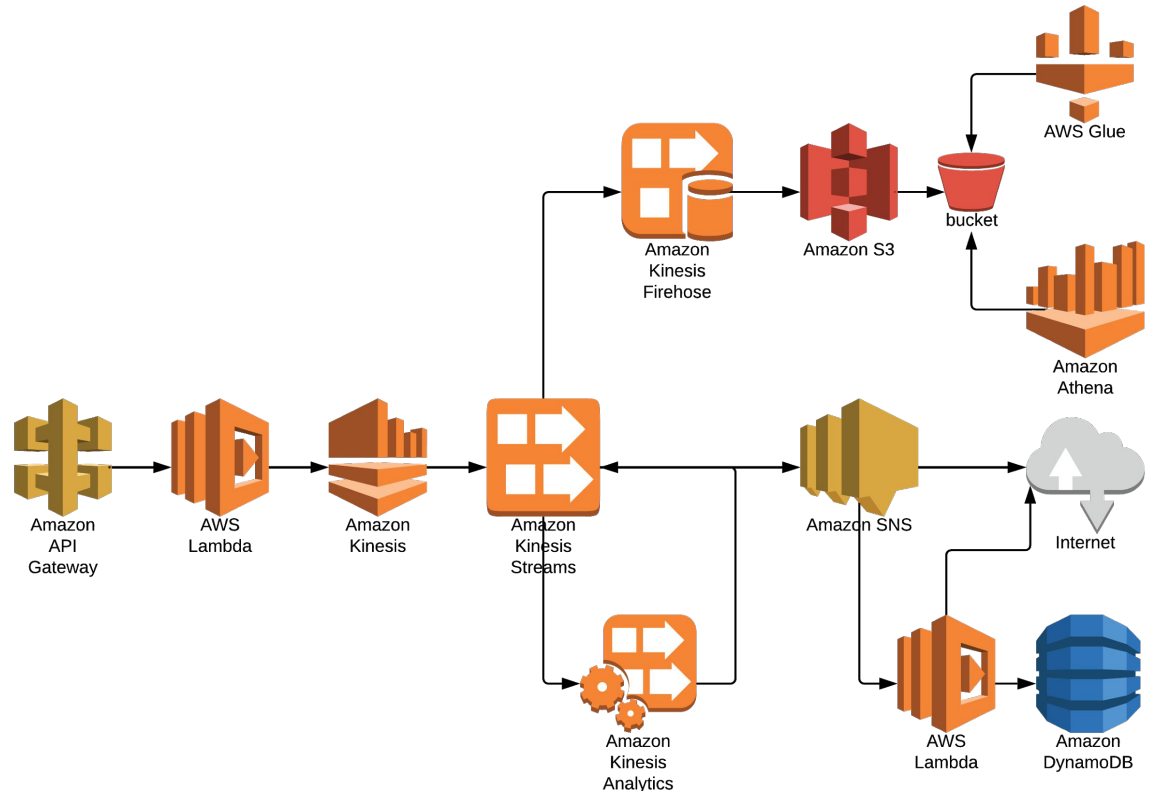 AWS Glue
bucket
Amazon
Kinesis
Firehose
Amazon S3
Amazon
Athena
Amazon
API
Gateway
AWS
Lambda
Amazon
Kinesis
Amazon
Kinesis
Streams
Amazon SNS
Internet
Amazon
Kinesis
Analytics
AWS
Lambda
Amazon
DynamoDB